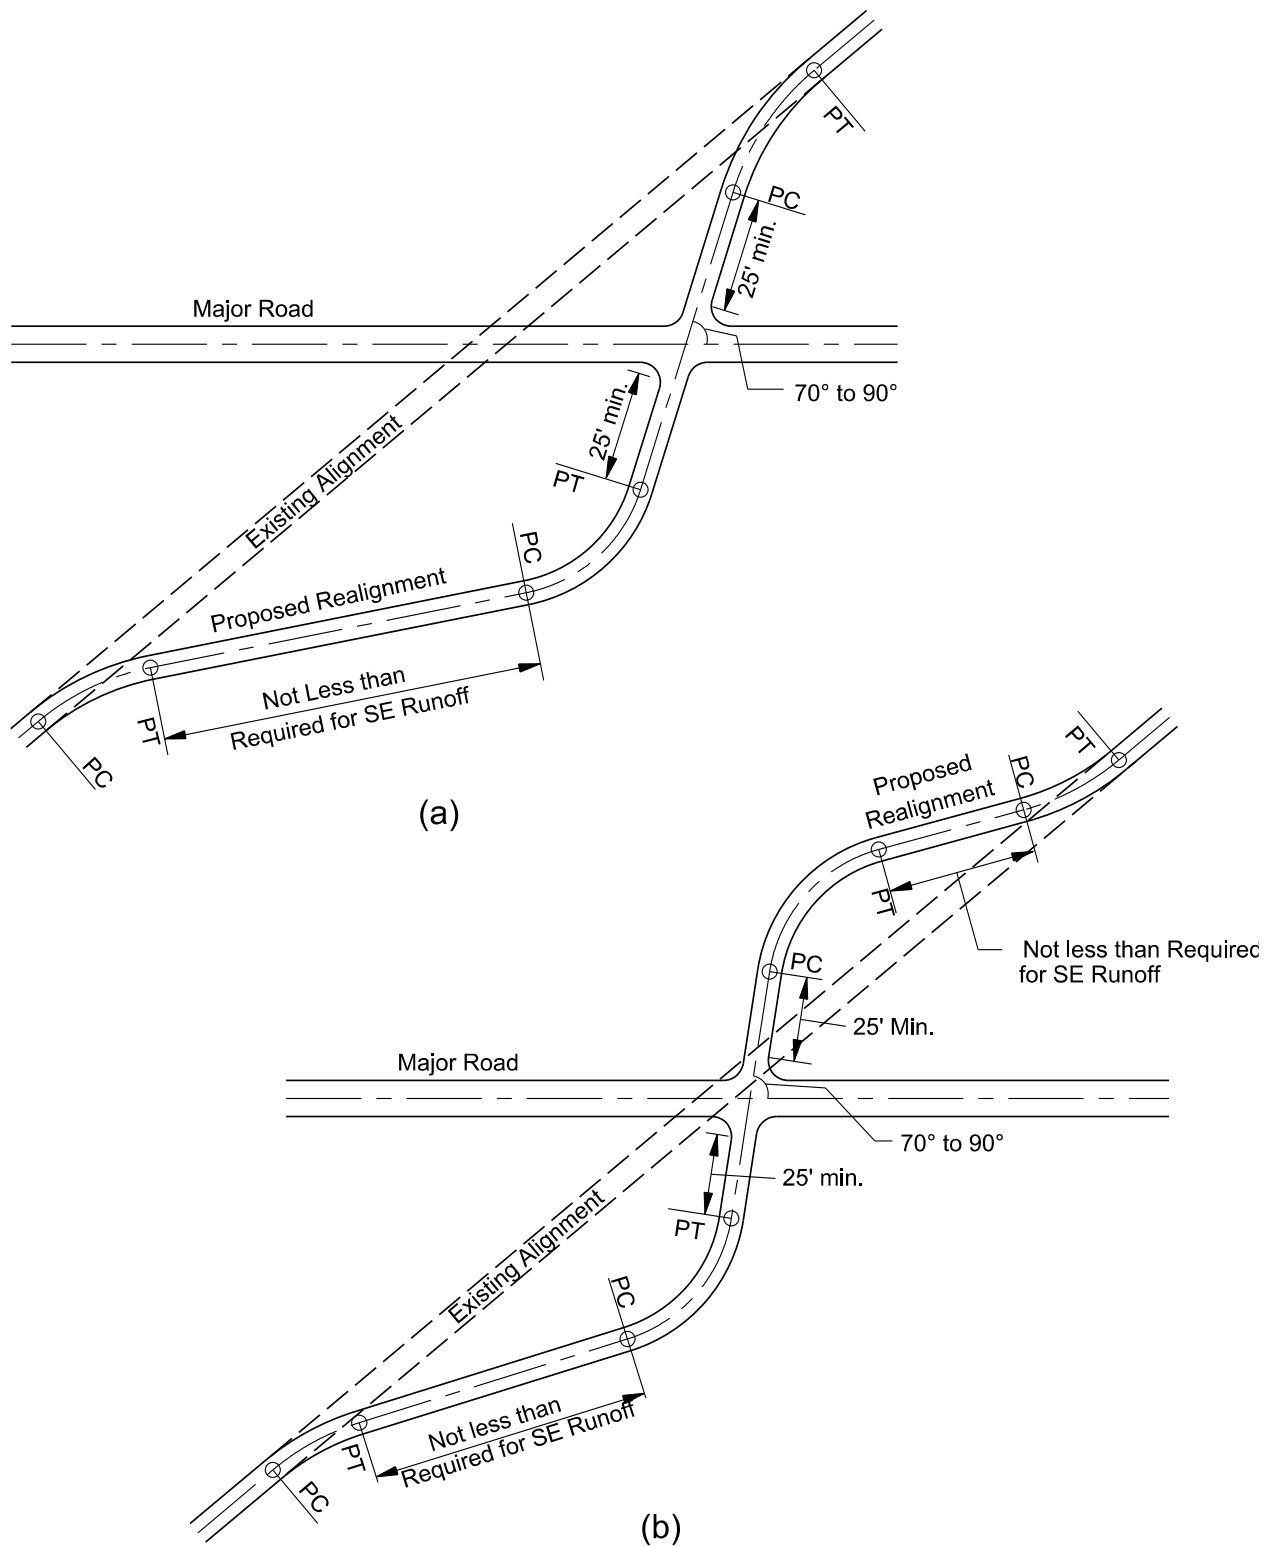 PT
PC
25' min.
Major Road
70° to 90°
25' min.
PT
Existing Alignment
PC
Proposed Realignment
Not Less than
Required for SE Runoff
PT
PC
(a)
PT
PC
Proposed
Realignment
PT
Not less than Required
for SE Runoff
PC
25' Min.
Major Road
70° to 90°
25' min.
PT
Existing Alignment
PC
Not less than
Required for SE Runoff
PT
PC
(b)